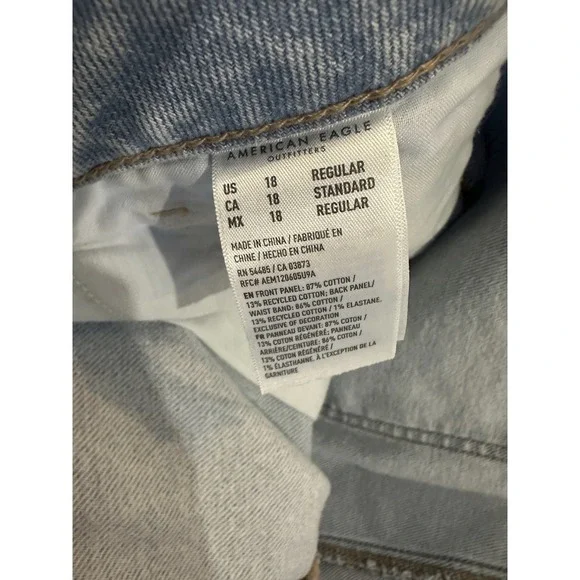 AMERICAN EAGLE
OUTFITTERS
US 18 REGULAR
CA 18 STANDARD
MX 18 REGULAR
MADE IN CHINA / FABRIQUÉ EN
CHINE / HECHO EN CHINA
RN 54485 / CA 03873
RFC# AEM120605U9A
EN FRONT PANEL: 87% COTTON /
13% RECYCLED COTTON; BACK PANEL/
WAIST BAND: 86% COTTON /
13% RECYCLED COTTON / 1% ELASTANE.
EXCLUSIVE OF DECORATION
FR PANNEAU DEVANT: 87% COTON /
13% COTON RÉGÉNÉRÉ; PANNEAU
ARRIÈRE/CEINTURE: 86% COTON /
13% COTON RÉGÉNÉRÉ /
1% ÉLASTHANNE. À L'EXCEPTION DE LA
GARNITURE